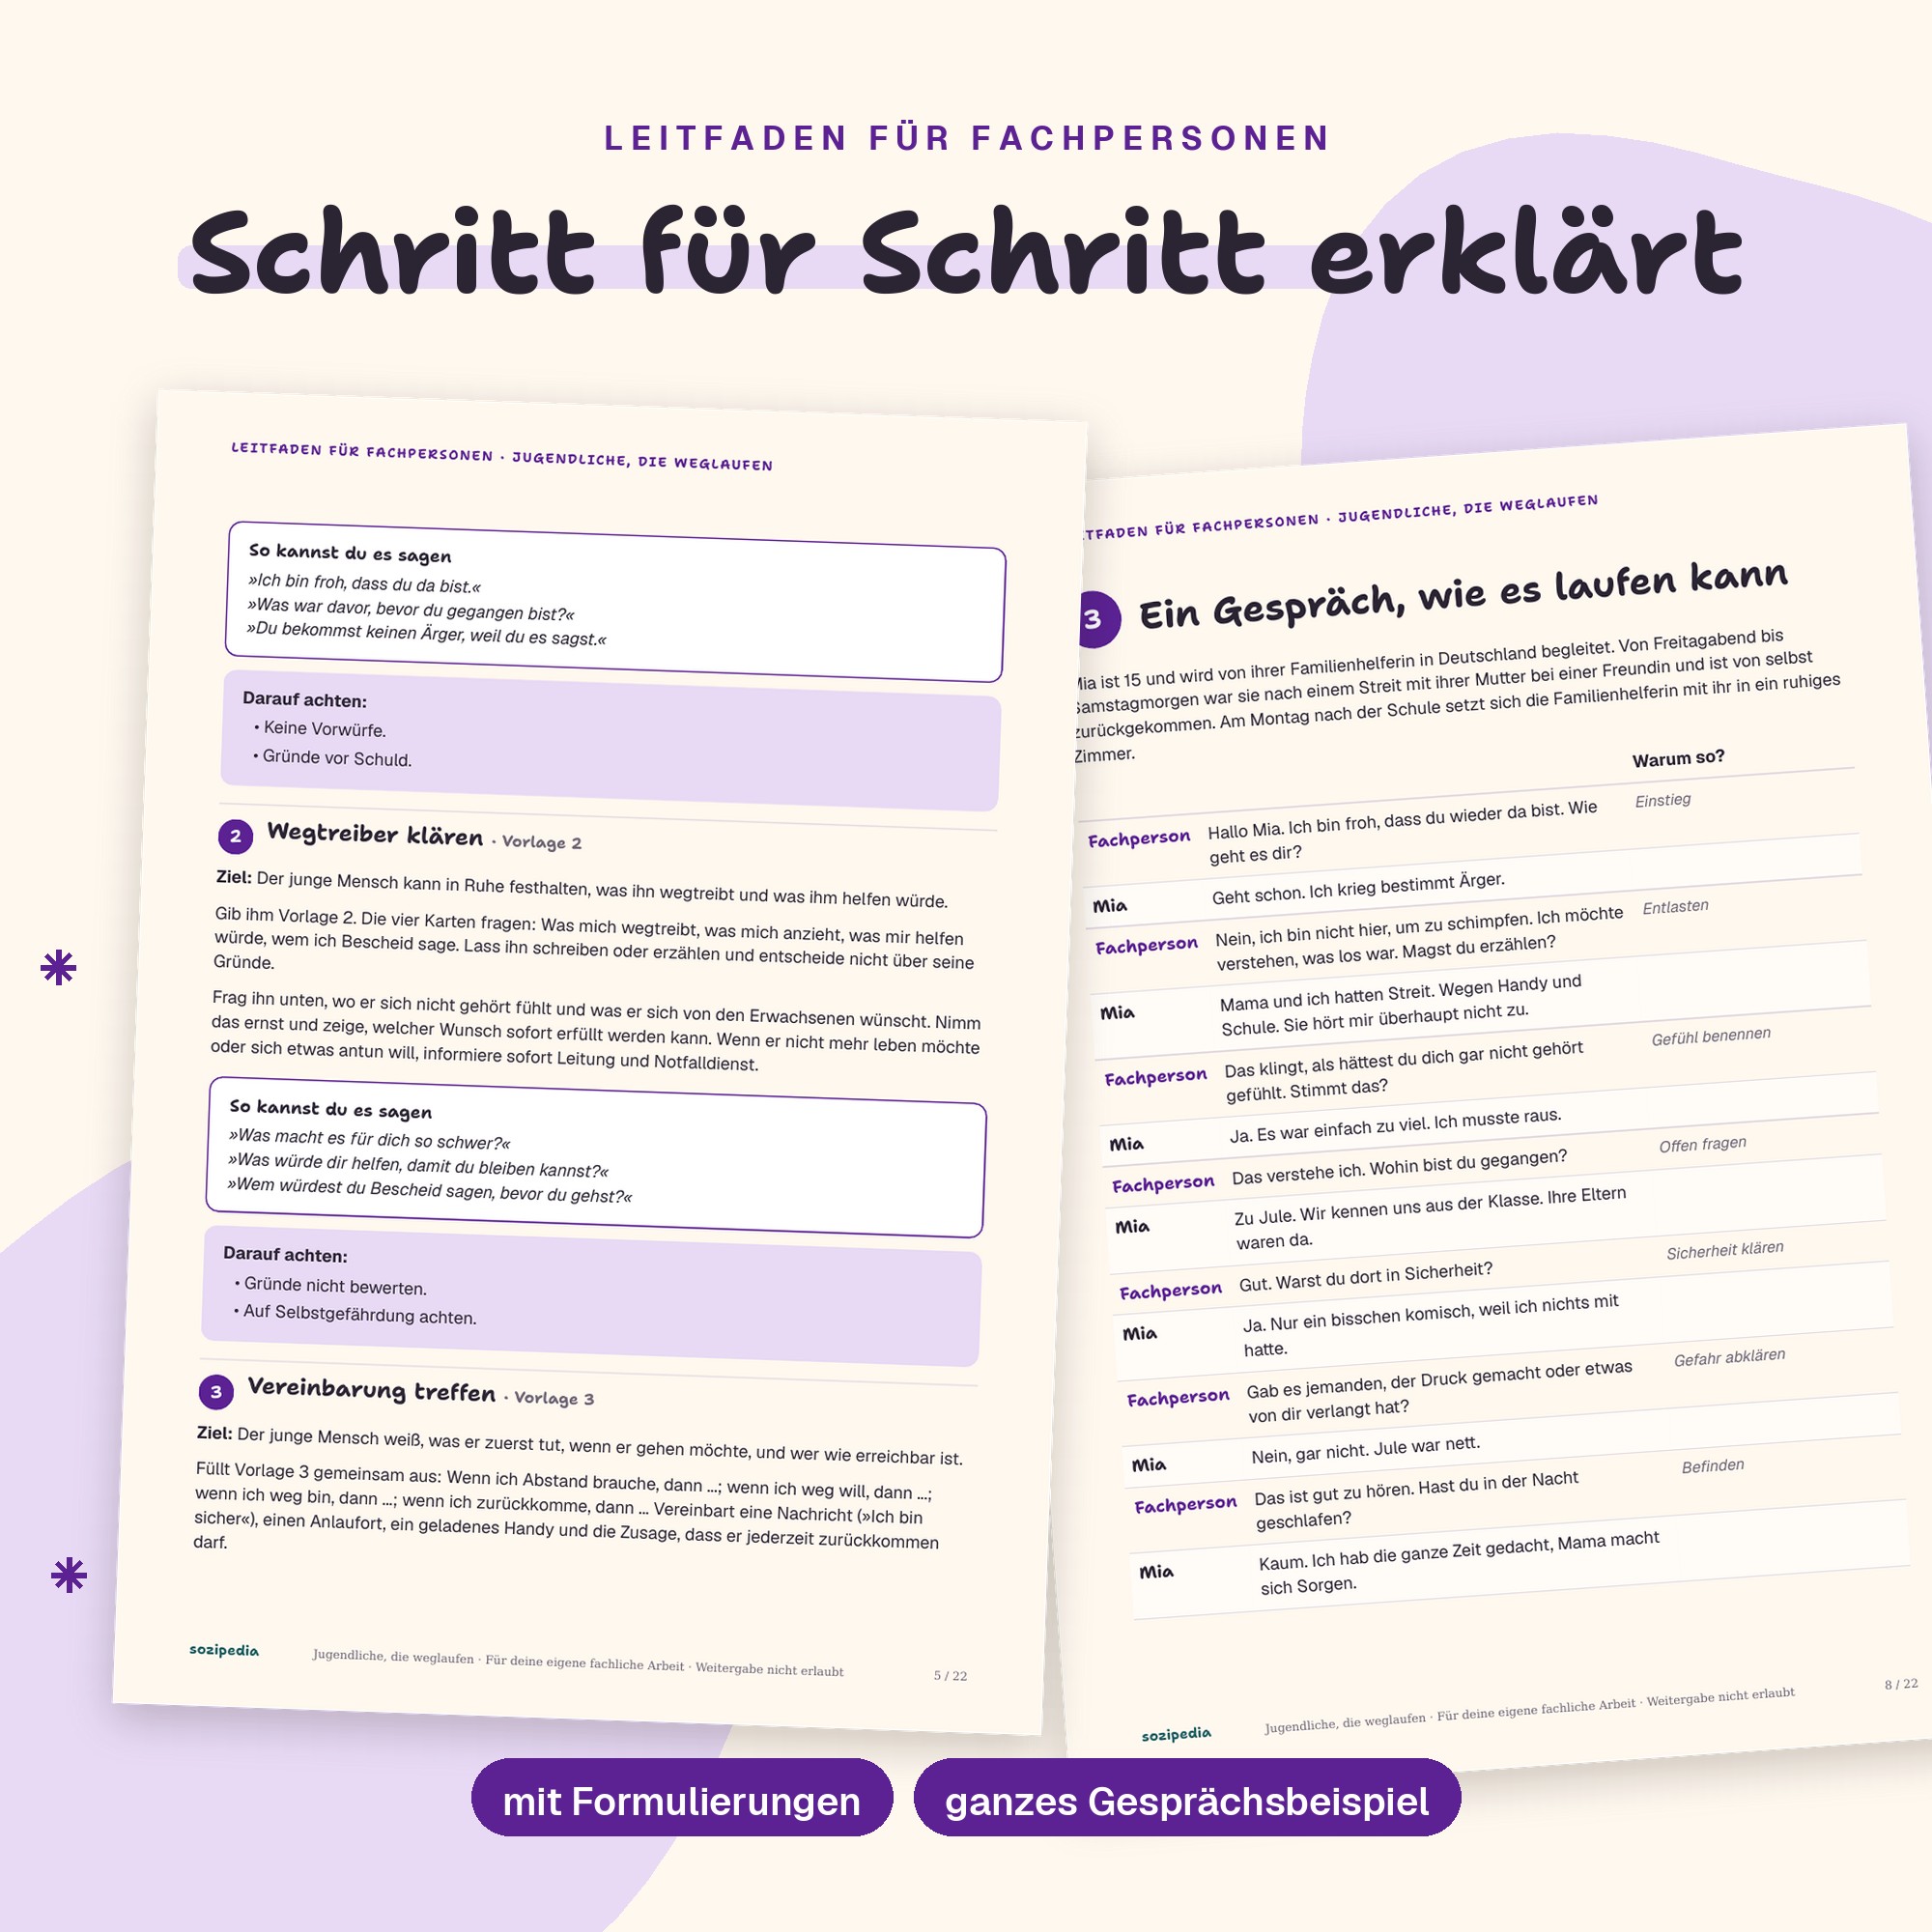 LEITFADEN FÜR FACHPERSONEN
Schritt für Schritt erklärt
LEITFADEN FÜR FACHPERSONEN · JUGENDLICHE, DIE WEGLAUFEN
So kannst du es sagen
»Ich bin froh, dass du da bist.«
»Was war davor, bevor du gegangen bist?«
»Du bekommst keinen Ärger, weil du es sagst.«
Darauf achten:
• Keine Vorwürfe.
• Gründe vor Schuld.
2 Wegtreiber klären · Vorlage 2
Ziel: Der junge Mensch kann in Ruhe festhalten, was ihn wegtreibt und was ihm helfen würde.
Gib ihm Vorlage 2. Die vier Karten fragen: Was mich wegtreibt, was mich anzieht, was mir helfen
würde, wem ich Bescheid sage. Lass ihn schreiben oder erzählen und entscheide nicht über seine
Gründe.
Frag ihn unten, wo er sich nicht gehört fühlt und was er sich von den Erwachsenen wünscht. Nimm
das ernst und zeige, welcher Wunsch sofort erfüllt werden kann. Wenn er nicht mehr leben möchte
oder sich etwas antun will, informiere sofort Leitung und Notfalldienst.
So kannst du es sagen
»Was macht es für dich so schwer?«
»Was würde dir helfen, damit du bleiben kannst?«
»Wem würdest du Bescheid sagen, bevor du gehst?«
Darauf achten:
• Gründe nicht bewerten.
• Auf Selbstgefährdung achten.
3 Vereinbarung treffen · Vorlage 3
Ziel: Der junge Mensch weiß, was er zuerst tut, wenn er gehen möchte, und wer wie erreichbar ist.
Füllt Vorlage 3 gemeinsam aus: Wenn ich Abstand brauche, dann ...; wenn ich weg will, dann ...;
wenn ich weg bin, dann ...; wenn ich zurückkomme, dann ... Vereinbart eine Nachricht (»Ich bin
sicher«), einen Anlaufort, ein geladenes Handy und die Zusage, dass er jederzeit zurückkommen
darf.
sozipedia Jugendliche, die weglaufen · Für deine eigene fachliche Arbeit · Weitergabe nicht erlaubt 5 / 22
ITFADEN FÜR FACHPERSONEN · JUGENDLICHE, DIE WEGLAUFEN
3 Ein Gespräch, wie es laufen kann
Mia ist 15 und wird von ihrer Familienhelferin in Deutschland begleitet. Von Freitagabend bis
Samstagmorgen war sie nach einem Streit mit ihrer Mutter bei einer Freundin und ist von selbst
zurückgekommen. Am Montag nach der Schule setzt sich die Familienhelferin mit ihr in ein ruhiges
Zimmer.
Warum so?
Fachperson Hallo Mia. Ich bin froh, dass du wieder da bist. Wie Einstieg
geht es dir?
Mia Geht schon. Ich krieg bestimmt Ärger.
Fachperson Nein, ich bin nicht hier, um zu schimpfen. Ich möchte Entlasten
verstehen, was los war. Magst du erzählen?
Mia Mama und ich hatten Streit. Wegen Handy und
Schule. Sie hört mir überhaupt nicht zu.
Fachperson Das klingt, als hättest du dich gar nicht gehört Gefühl benennen
gefühlt. Stimmt das?
Mia Ja. Es war einfach zu viel. Ich musste raus.
Fachperson Das verstehe ich. Wohin bist du gegangen? Offen fragen
Mia Zu Jule. Wir kennen uns aus der Klasse. Ihre Eltern
waren da.
Fachperson Gut. Warst du dort in Sicherheit? Sicherheit klären
Mia Ja. Nur ein bisschen komisch, weil ich nichts mit
hatte.
Fachperson Gab es jemanden, der Druck gemacht oder etwas Gefahr abklären
von dir verlangt hat?
Mia Nein, gar nicht. Jule war nett.
Fachperson Das ist gut zu hören. Hast du in der Nacht Befinden
geschlafen?
Mia Kaum. Ich hab die ganze Zeit gedacht, Mama macht
sich Sorgen.
sozipedia Jugendliche, die weglaufen · Für deine eigene fachliche Arbeit · Weitergabe nicht erlaubt 8 / 22
mit Formulierungen
ganzes Gesprächsbeispiel